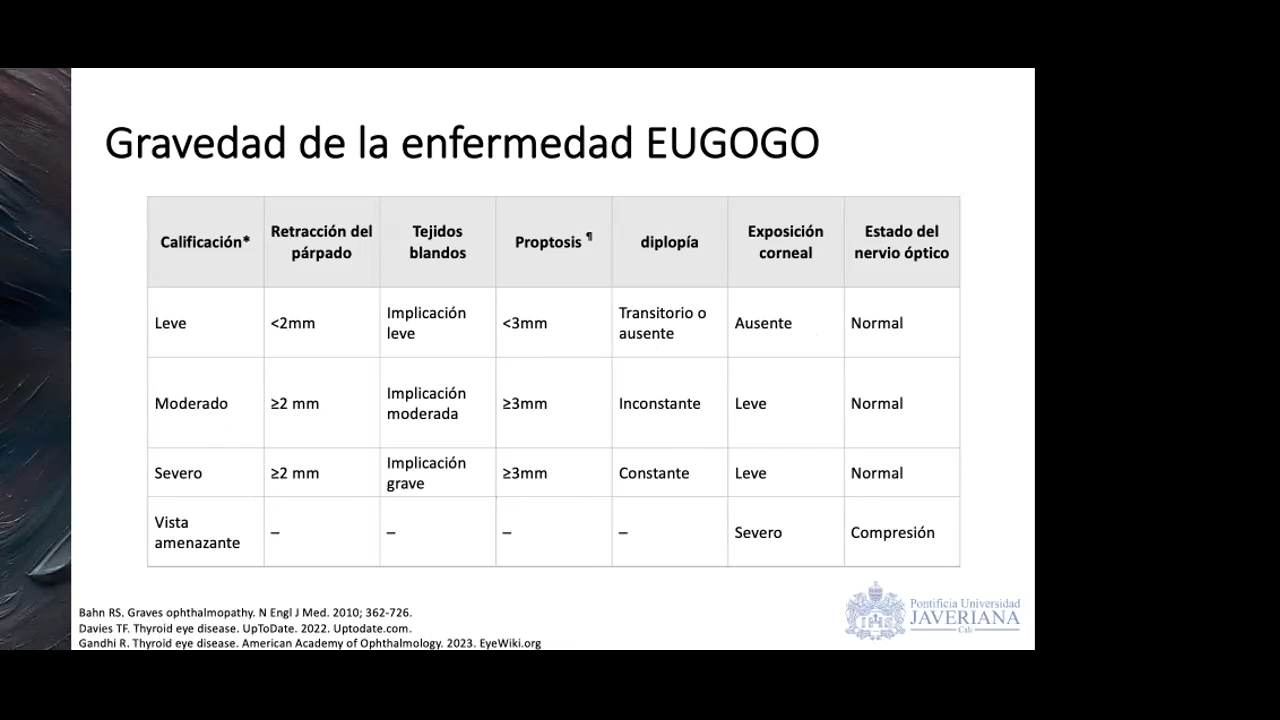 Gravedad de la enfermedad EUGOGO
Calificación* Retracción del párpado Tejidos blandos Proptosis ¶ diplopía Exposición corneal Estado del nervio óptico
Leve <2mm Implicación leve <3mm Transitorio o ausente Ausente Normal
Moderado ≥2 mm Implicación moderada ≥3mm Inconstante Leve Normal
Severo ≥2 mm Implicación grave ≥3mm Constante Leve Normal
Vista amenazante – – – – Severo Compresión
Bahn RS. Graves ophthalmopathy. N Engl J Med. 2010; 362-726.
Davies TF. Thyroid eye disease. UpToDate. 2022. Uptodate.com.
Gandhi R. Thyroid eye disease. American Academy of Ophthalmology. 2023. EyeWiki.org
Pontificia Universidad
JAVERIANA
Cali